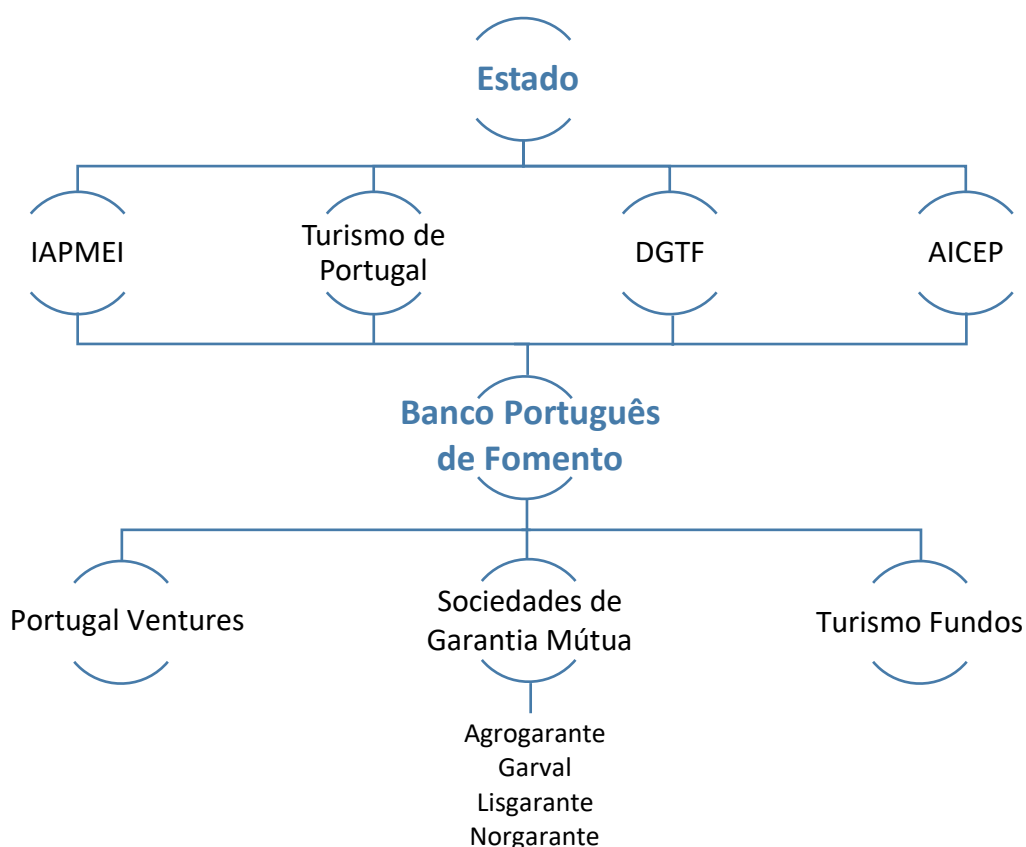 Estado
IAPMEI
Turismo de
Portugal
DGTF
AICEP
Banco Português
de Fomento
Portugal Ventures
Sociedades de
Garantia Mútua
Turismo Fundos
Agrogarante
Garval
Lisgarante
Norgarante